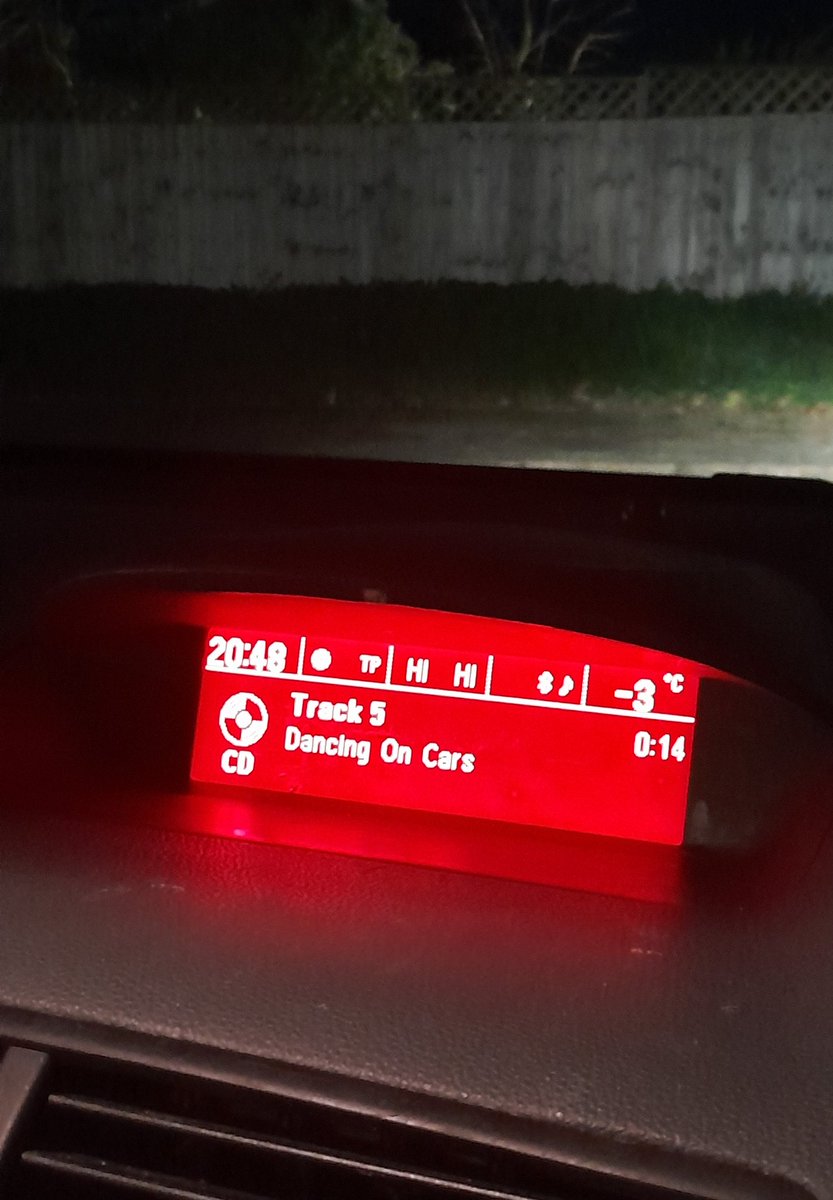 20:48 TP HI HI -3 °C
Track 5
Dancing On Cars 0:14
CD